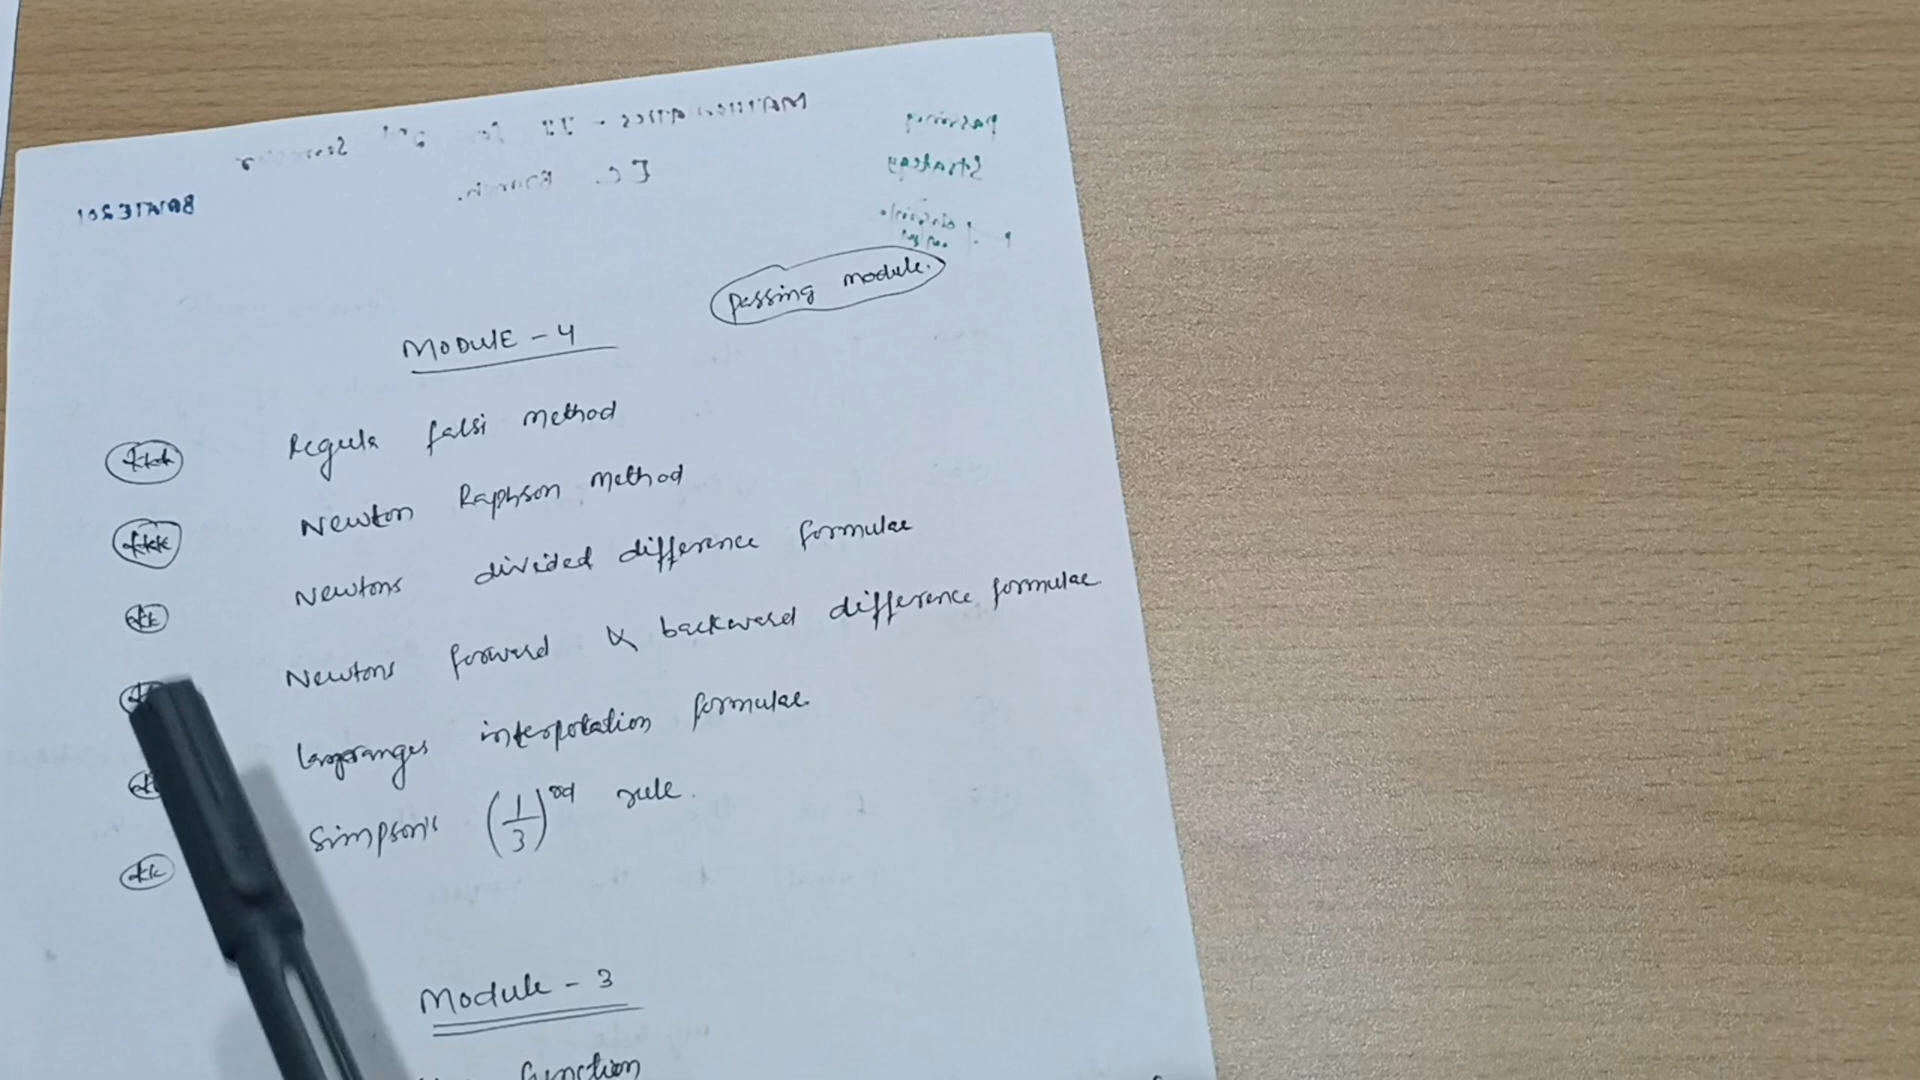 passing module.
MODULE - 4
*** Regula falsi method
*** Newton Raphson method
** Newtons divided difference formulae
Newtons forward & backward difference formulae
lagranges interpolation formulae
** Simpson's (1/3)rd rule.
Module - 3
function